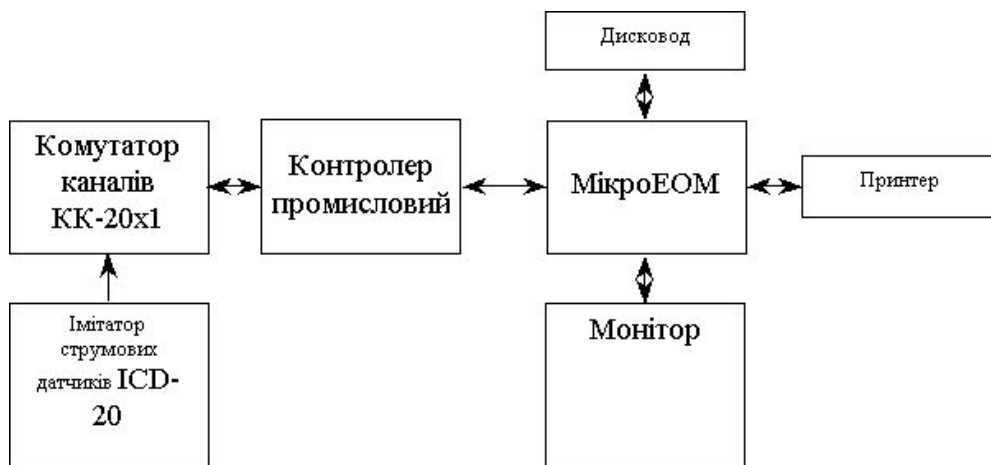 Дисковод
Комутатор
каналів
КК-20х1
Контролер
промисловий
МікроЕОМ
Принтер
Імітатор
струмових
датчиків ICD-
20
Монітор